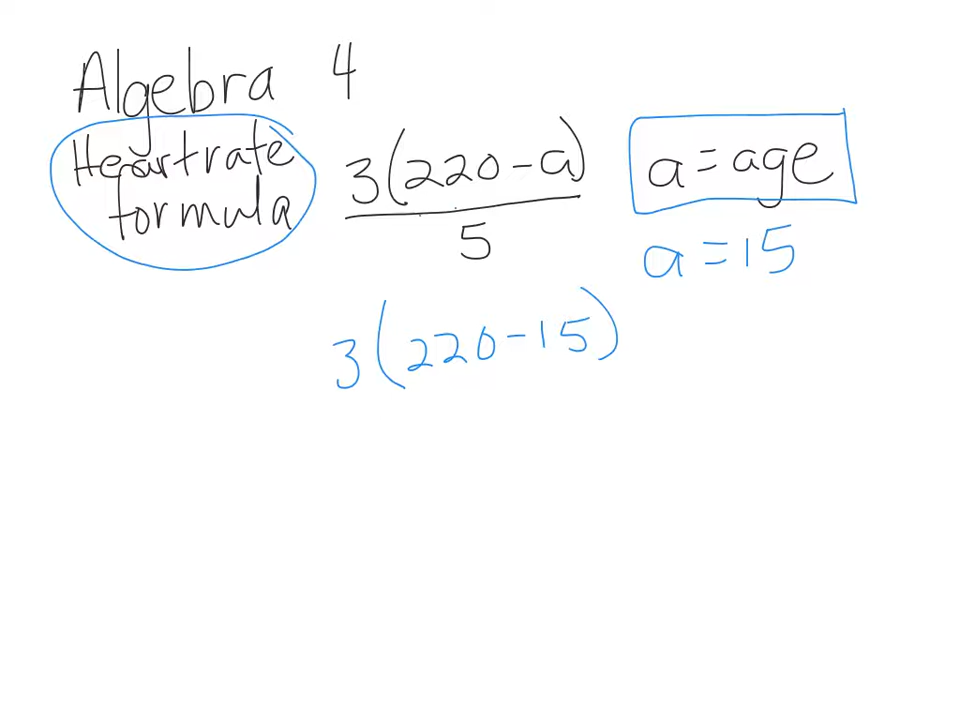 Algebra 4
Heartrate
formula
3(220-a)
5
a=age
a=15
3(220-15)